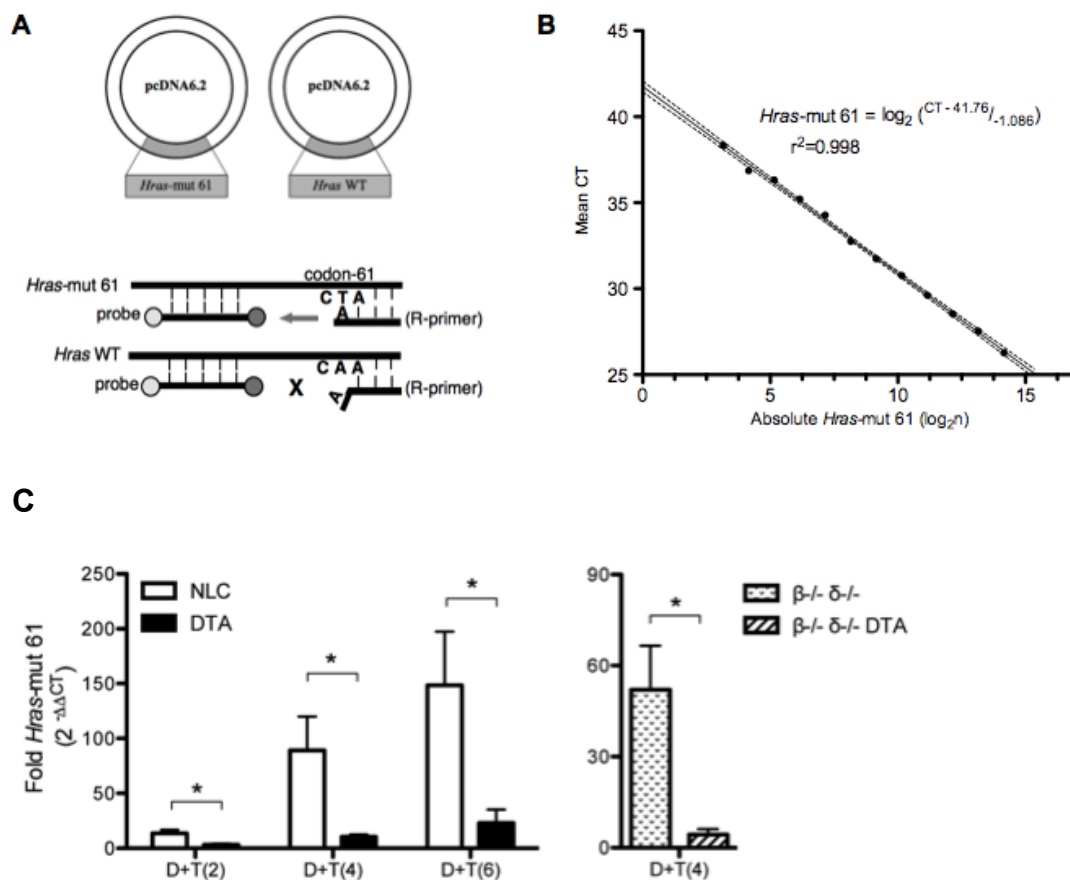 A
pcDNA6.2 pcDNA6.2
Hras-mut 61 Hras WT
codon-61
Hras-mut 61
C T A
A
probe (R-primer)
Hras WT
C A A
probe X A (R-primer)
B
45
40
35
30
25
Mean CT
Hras-mut 61 = log2 (CT - 41.76/-1.086)
r2=0.998
0 5 10 15
Absolute Hras-mut 61 (log2n)
C
Fold Hras-mut 61
(2 -ΔΔCT)
250
200
150
100
50
0
NLC
DTA
* * *
D+T(2) D+T(4) D+T(6)
90
60
30
0
*
β-/- δ-/-
β-/- δ-/- DTA
D+T(4)